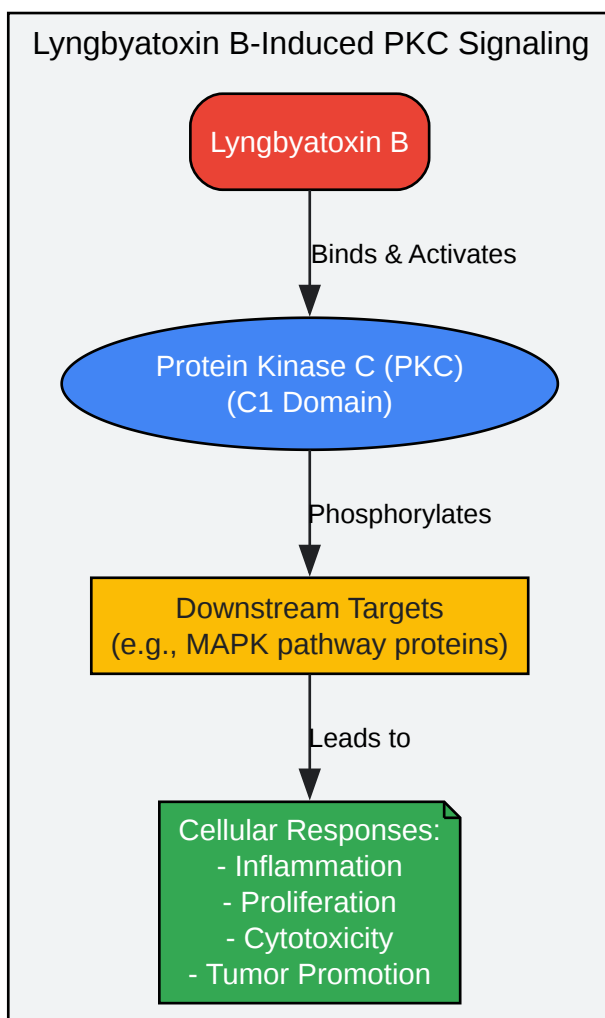 Lyngbyatoxin B-Induced PKC Signaling
Lyngbyatoxin B
Binds & Activates
Protein Kinase C (PKC)
(C1 Domain)
Phosphorylates
Downstream Targets
(e.g., MAPK pathway proteins)
Leads to
Cellular Responses:
- Inflammation
- Proliferation
- Cytotoxicity
- Tumor Promotion